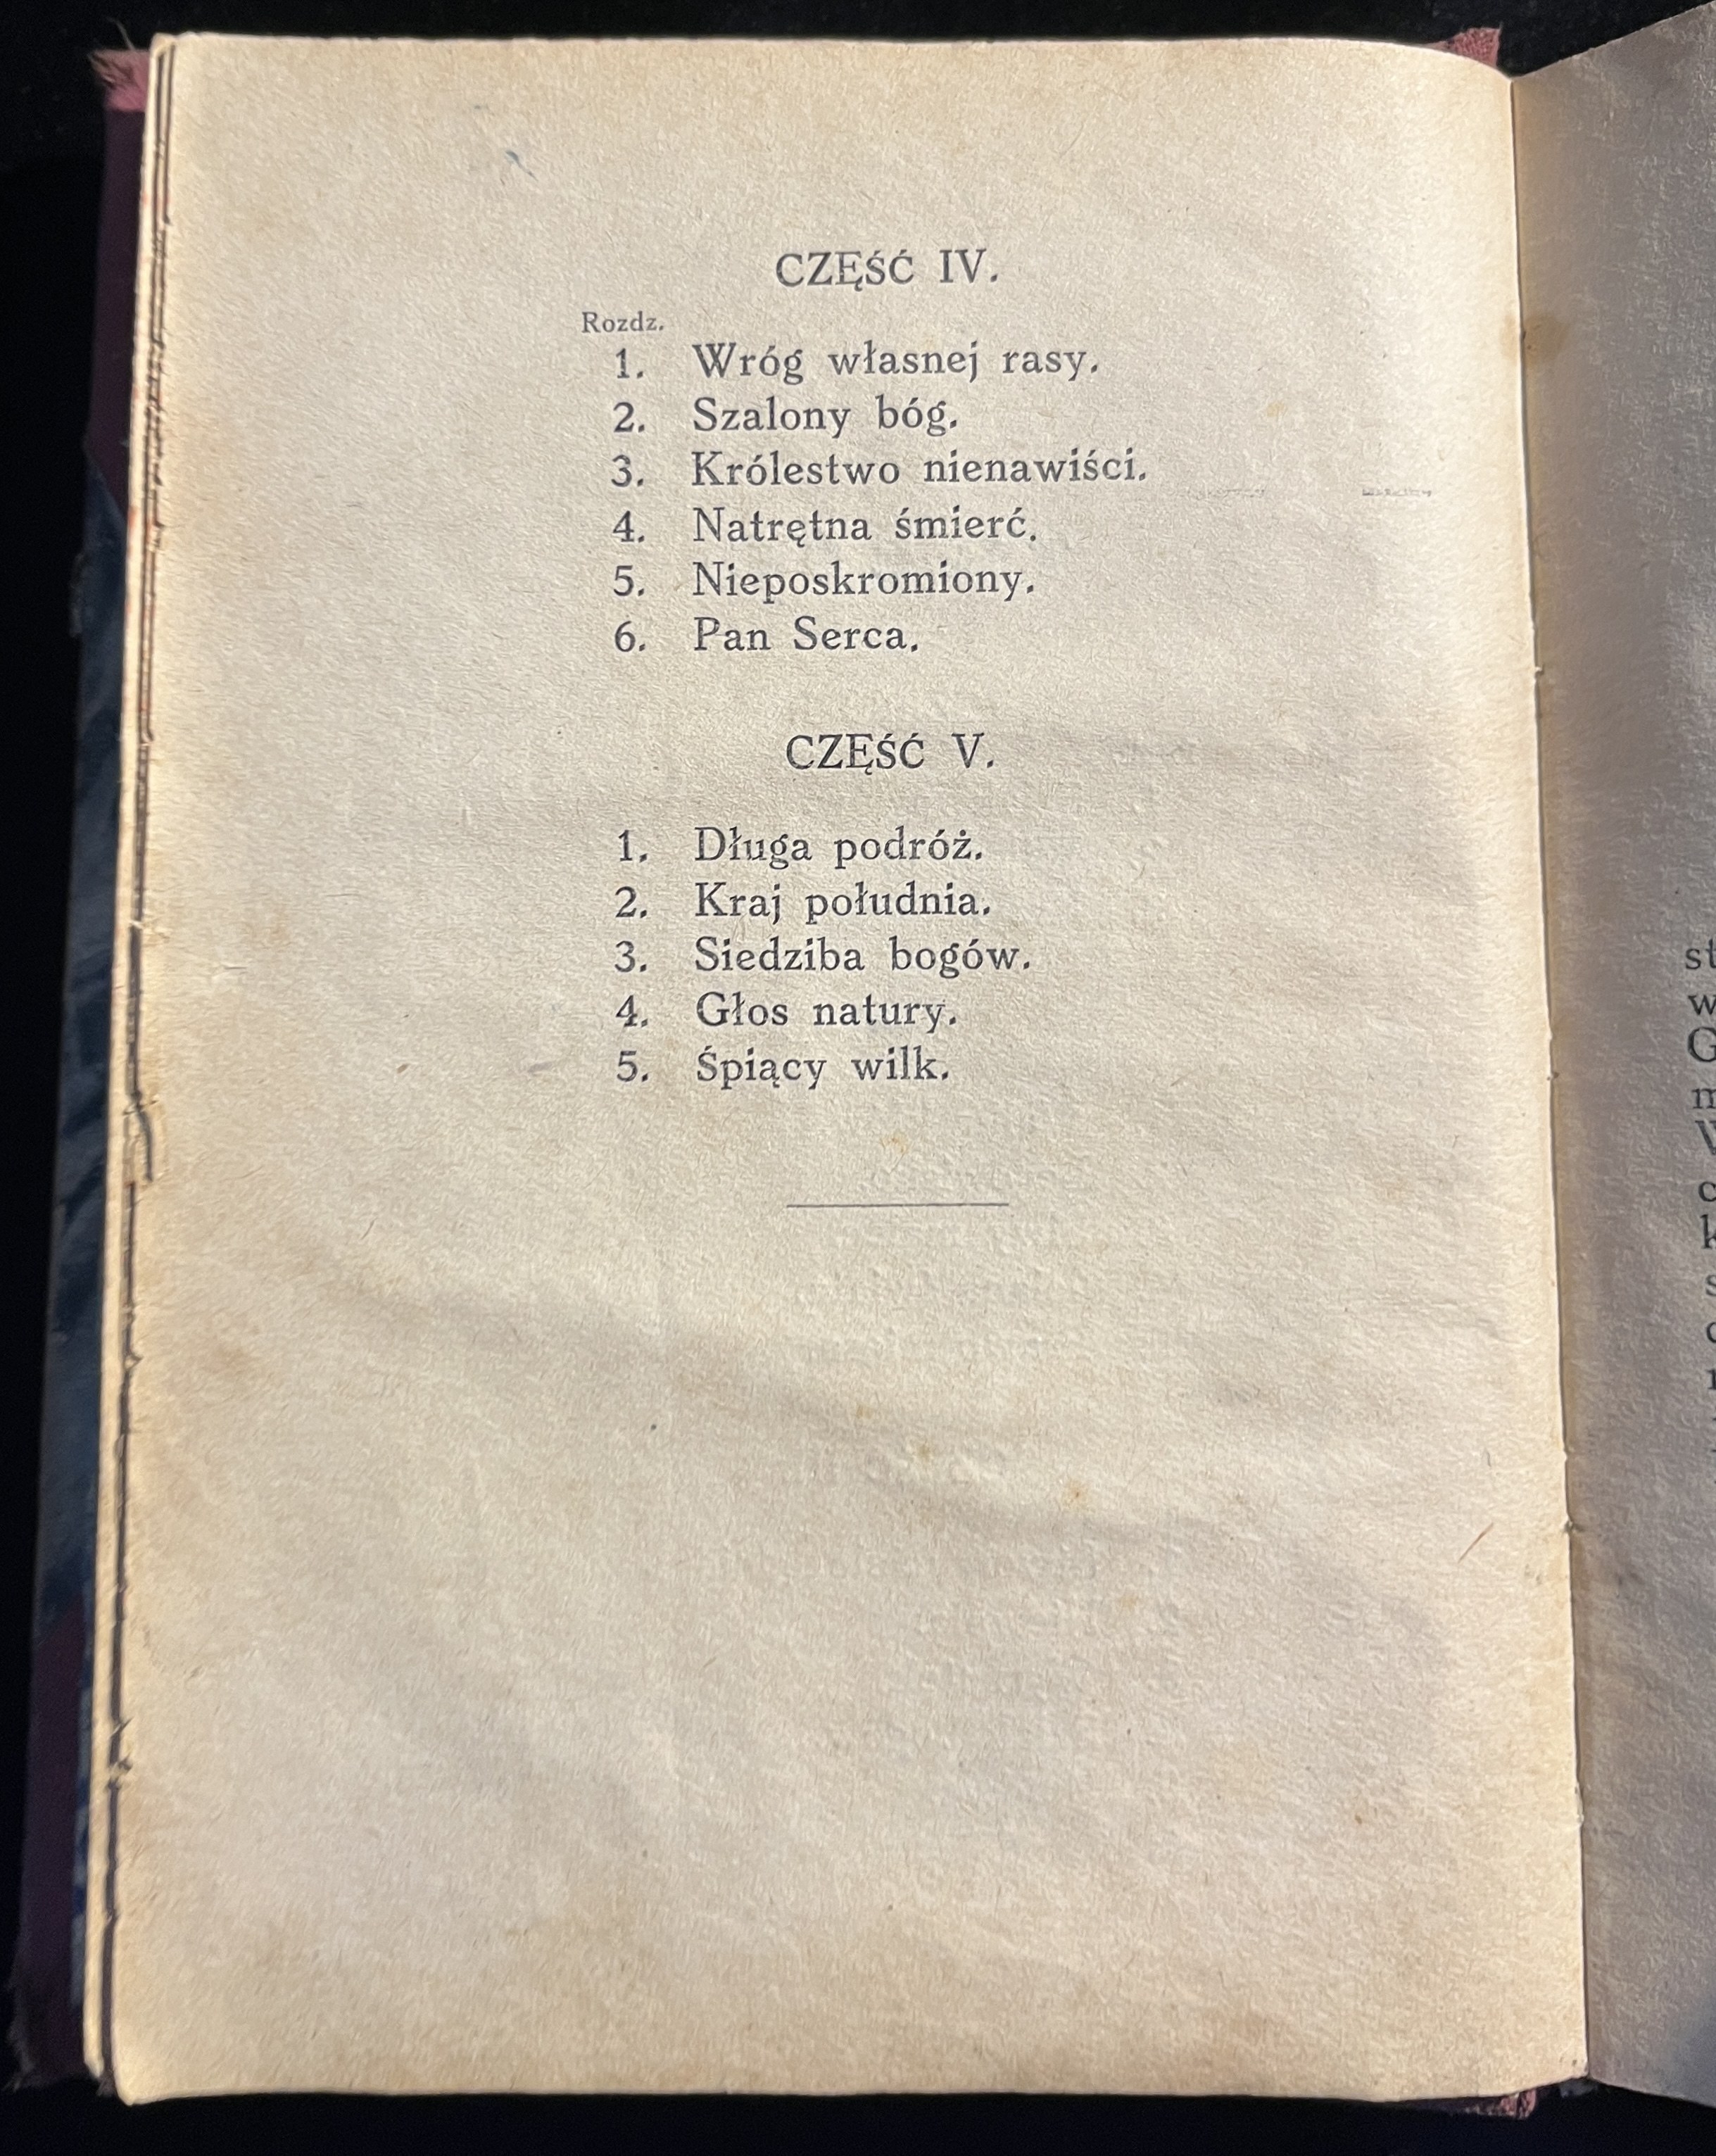 CZĘŚĆ IV.
Rozdz.
1. Wróg własnej rasy.
2. Szalony bóg.
3. Królestwo nienawiści.
4. Natrętna śmierć.
5. Nieposkromiony.
6. Pan Serca.
CZĘŚĆ V.
1. Długa podróż.
2. Kraj południa.
3. Siedziba bogów.
4. Głos natury.
5. Śpiący wilk.